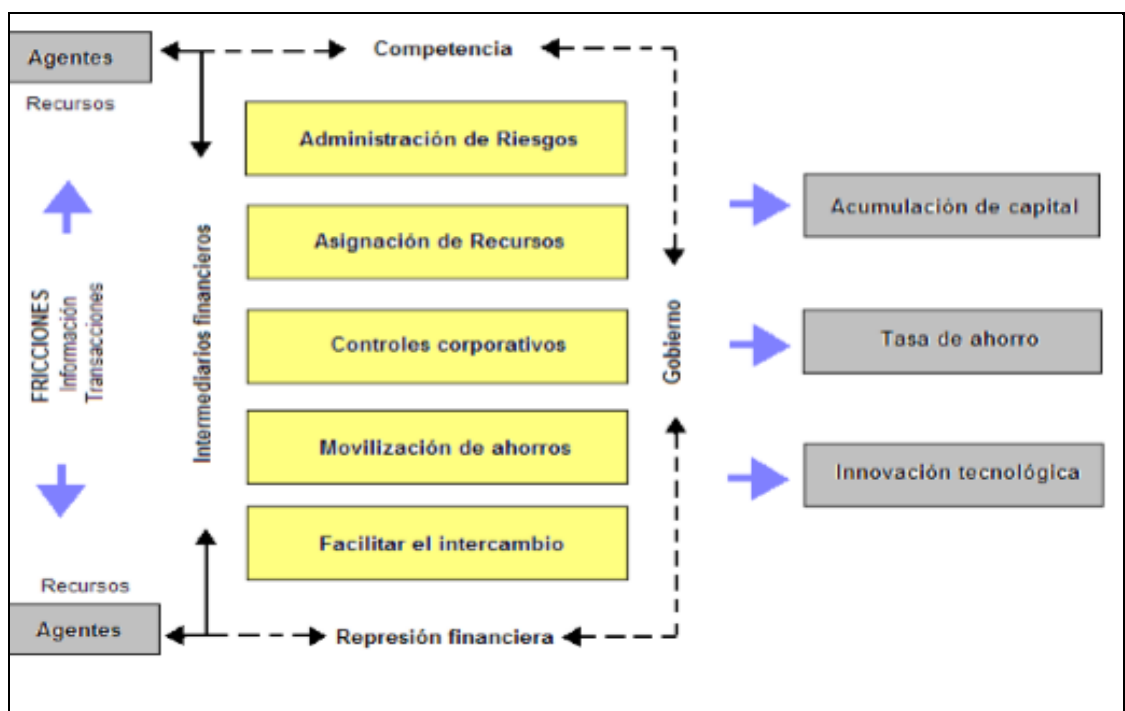 Agentes
Competencia
Recursos
Administración de Riesgos
Asignación de Recursos
Controles corporativos
Movilización de ahorros
Facilitar el intercambio
FRICCIONES
Información
Transacciones
Intermediarios financieros
Gobierno
Acumulación de capital
Tasa de ahorro
Innovación tecnológica
Recursos
Agentes
Represión financiera